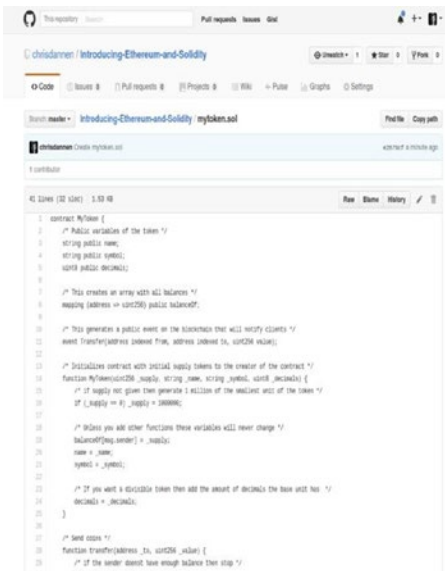 This repository Search Pull requests Issues Gist
chrisdannen / Introducing-Ethereum-and-Solidity Unwatch 1 Star 0 Fork 0
Code Issues 0 Pull requests 0 Projects 0 Wiki Pulse Graphs Settings
Branch: master Introducing-Ethereum-and-Solidity / mytoken.sol Find file Copy path
chrisdannen Create mytoken.sol a minute ago
1 contributor
41 lines (32 sloc) 1.53 KB Raw Blame History
1 contract MyToken {
2 /* Public variables of the token */
3 string public name;
4 string public symbol;
5 uint8 public decimals;
6
7 /* This creates an array with all balances */
8 mapping (address => uint256) public balanceOf;
9
10 /* This generates a public event on the blockchain that will notify clients */
11 event Transfer(address indexed from, address indexed to, uint256 value);
12
13 /* Initializes contract with initial supply tokens to the creator of the contract */
14 function MyToken(uint256 _supply, string _name, string _symbol, uint8 _decimals) {
15 /* if supply not given then generate 1 million of the smallest unit of the token */
16 if (_supply == 0) _supply = 1000000;
17
18 /* Unless you add other functions these variables will never change */
19 balanceOf[msg.sender] = _supply;
20 name = _name;
21 symbol = _symbol;
22
23 /* If you want a divisible token then add the amount of decimals the base unit has */
24 decimals = _decimals;
25 }
26
27 /* Send coins */
28 function transfer(address _to, uint256 _value) {
29 /* if the sender doesnt have enough balance then stop */